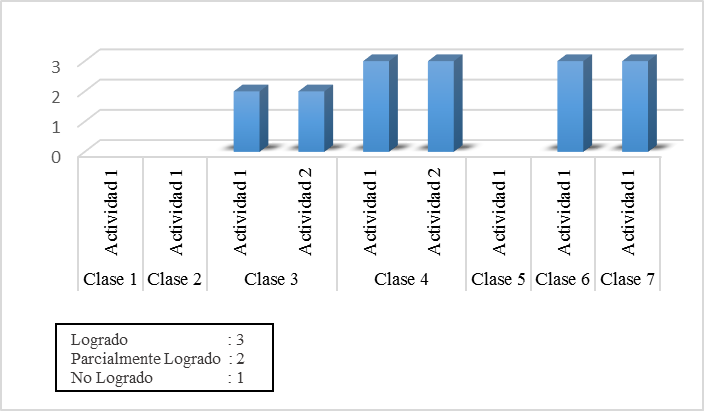 3
2
1
0
Actividad 1
Actividad 1
Actividad 1
Actividad 2
Actividad 1
Actividad 2
Actividad 1
Actividad 1
Actividad 1
Clase 1
Clase 2
Clase 3
Clase 4
Clase 5
Clase 6
Clase 7
Logrado : 3
Parcialmente Logrado : 2
No Logrado : 1